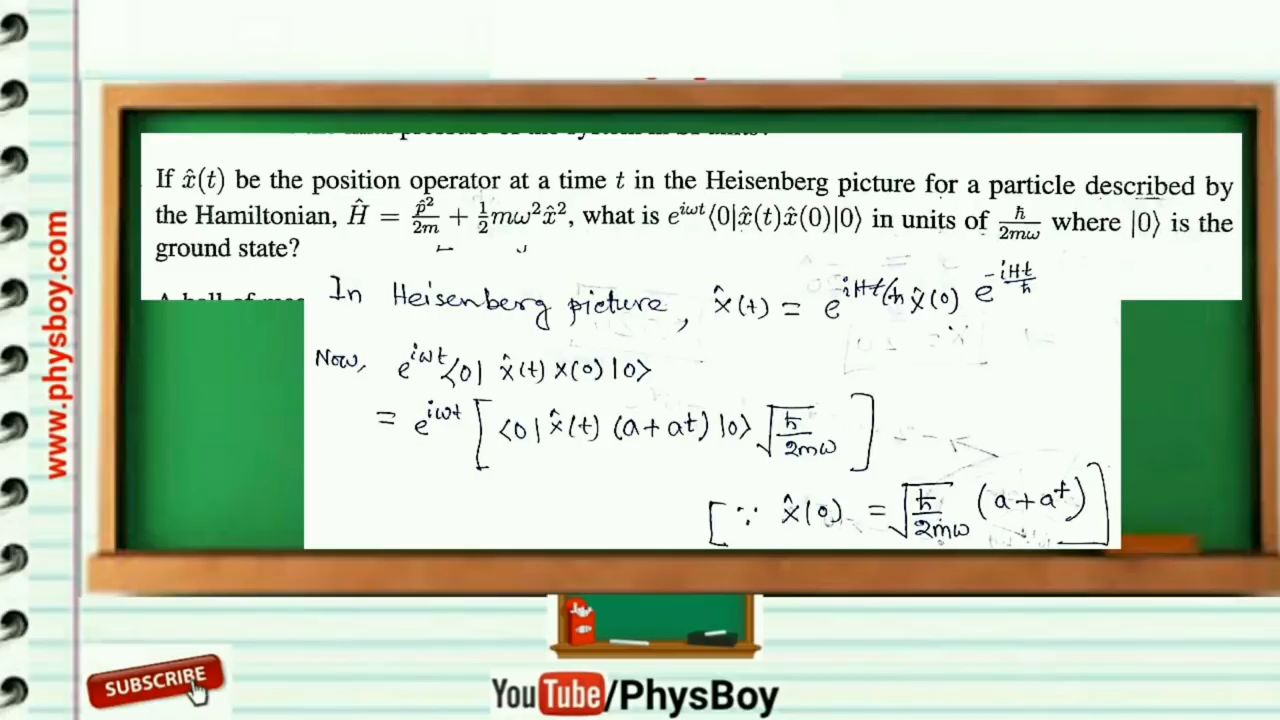 If x̂(t) be the position operator at a time t in the Heisenberg picture for a particle described by
the Hamiltonian, Ĥ = p̂²/2m + ½mω²x̂², what is e^{iωt}⟨0|x̂(t)x̂(0)|0⟩ in units of ħ/2mω where |0⟩ is the
ground state?
In Heisenberg picture, x̂(t) = e^{iHt/ħ} x̂(0) e^{-iHt/ħ}
Now, e^{iωt}⟨0| x̂(t) x(0) |0⟩
= e^{iωt} [ ⟨0| x̂(t) (a+a†) |0⟩ √(ħ/2mω) ]
[ ∵ x̂(0) = √(ħ/2mω) (a+a†) ]
www.physboy.com
SUBSCRIBE
YouTube/PhysBoy